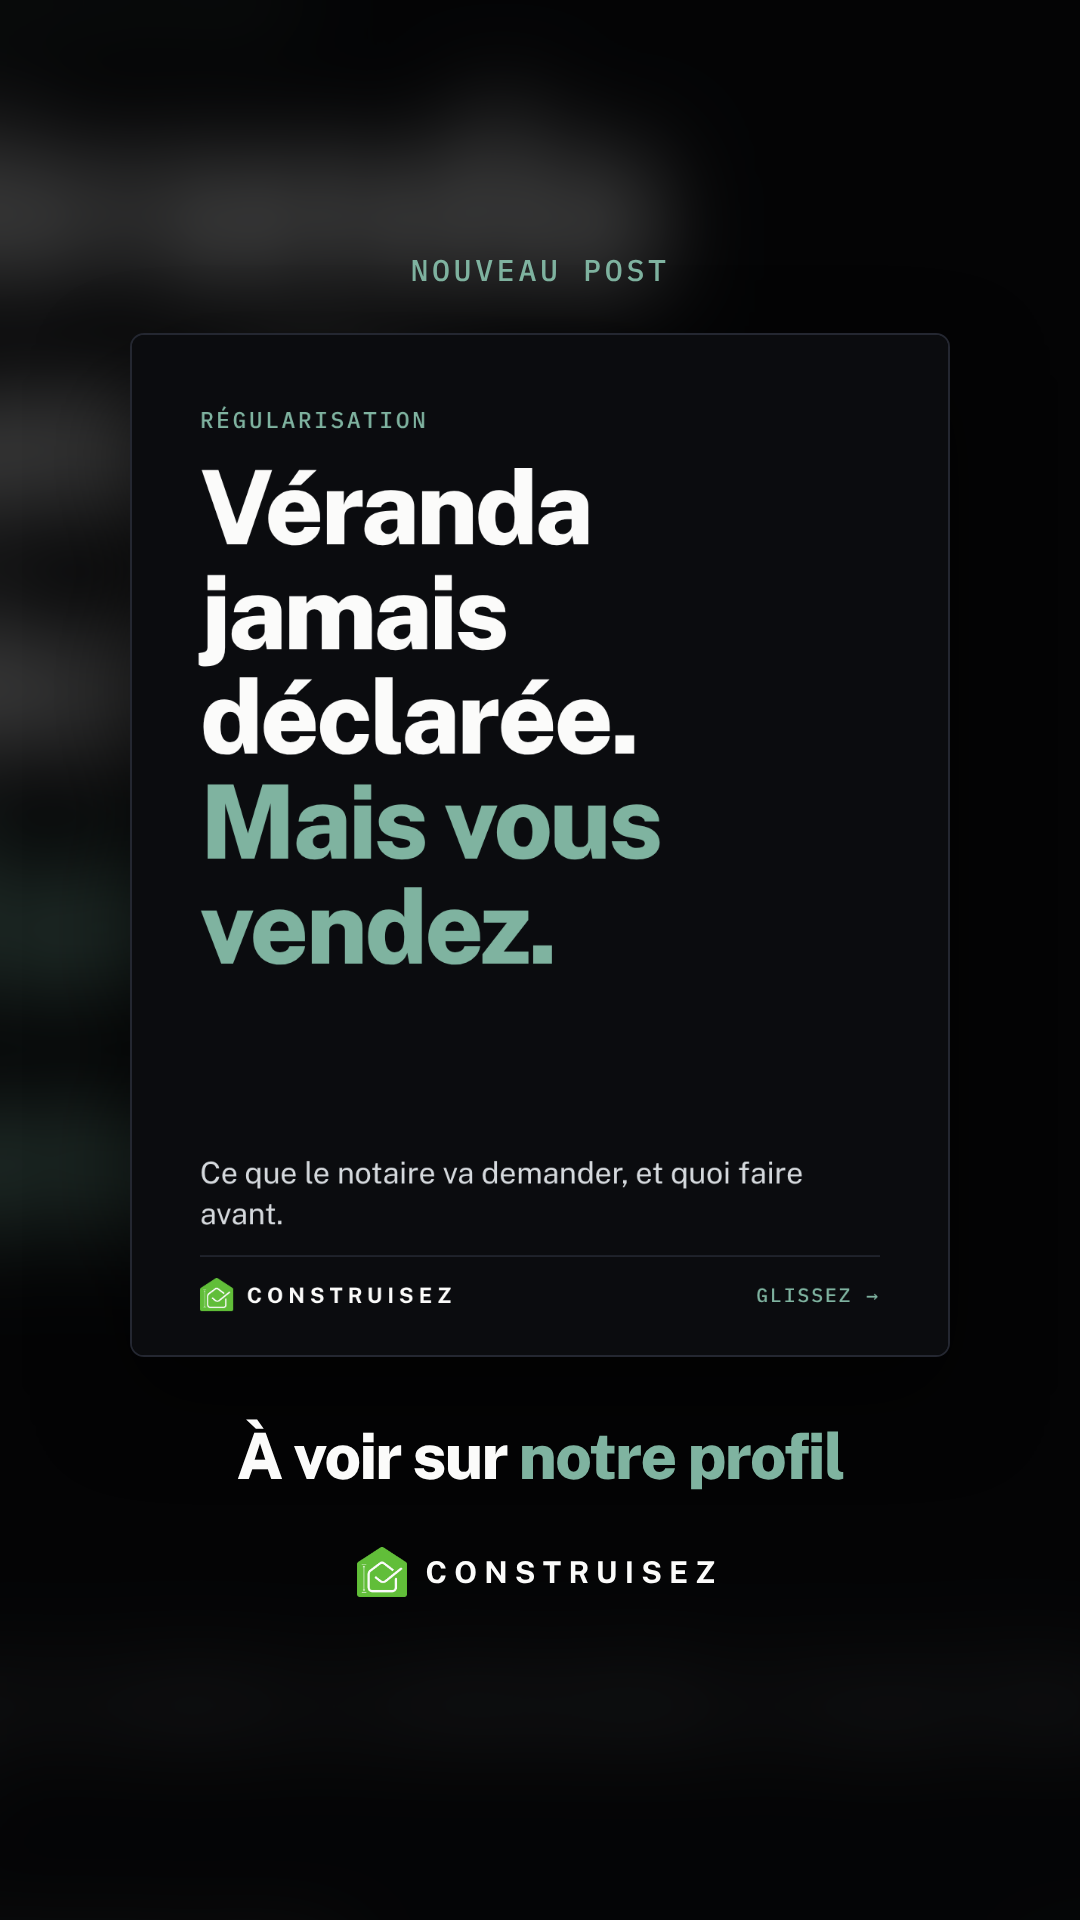 NOUVEAU POST
RÉGULARISATION
Véranda
jamais
déclarée.
Mais vous
vendez.
Ce que le notaire va demander, et quoi faire
avant.
CONSTRUISEZ
GLISSEZ →
À voir sur notre profil
CONSTRUISEZ